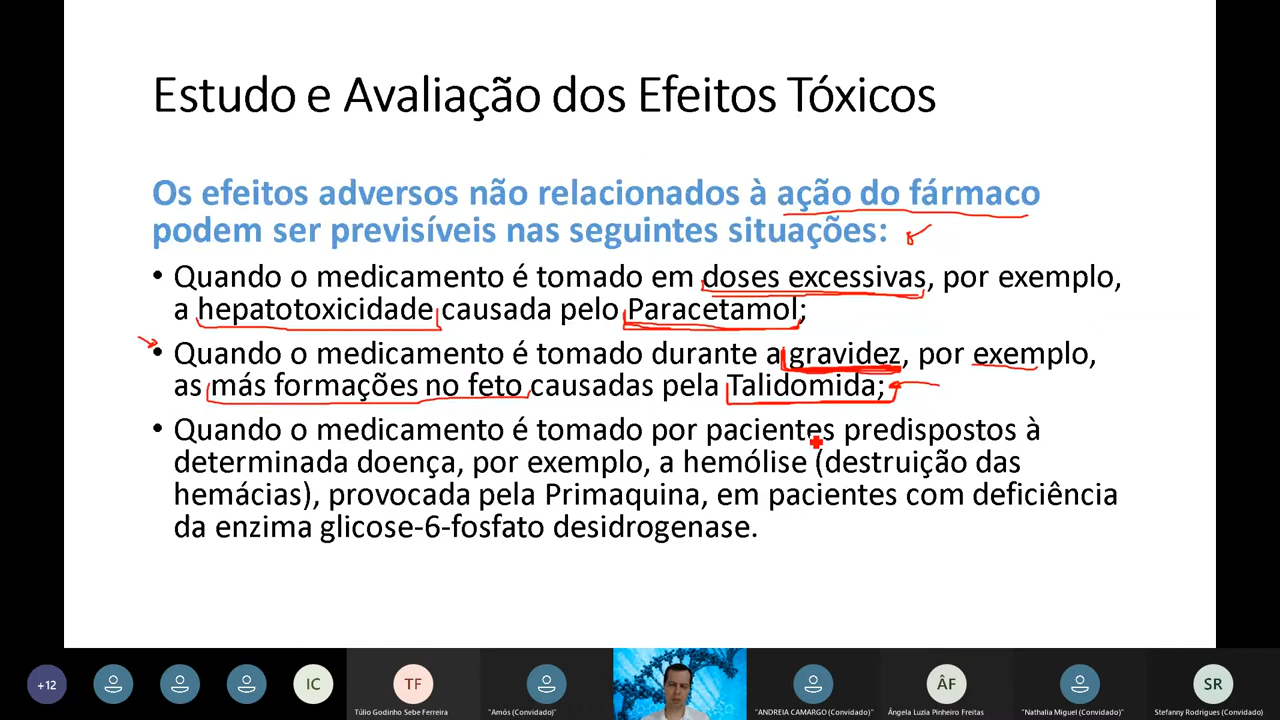 Estudo e Avaliação dos Efeitos Tóxicos
Os efeitos adversos não relacionados à ação do fármaco
podem ser previsíveis nas seguintes situações:
• Quando o medicamento é tomado em doses excessivas, por exemplo,
a hepatotoxicidade causada pelo Paracetamol;
• Quando o medicamento é tomado durante a gravidez, por exemplo,
as más formações no feto causadas pela Talidomida;
• Quando o medicamento é tomado por pacientes predispostos à
determinada doença, por exemplo, a hemólise (destruição das
hemácias), provocada pela Primaquina, em pacientes com deficiência
da enzima glicose-6-fosfato desidrogenase.
+12
IC
TF
ÂF
SR
Túlio Godinho Sebe Ferreira
"Amós (Convidado)"
"ANDREIA CAMARGO (Convidado)"
Ângela Luzia Pinheiro Freitas
"Nathalia Miguel (Convidado)"
Stefanny Rodrigues (Convidado)